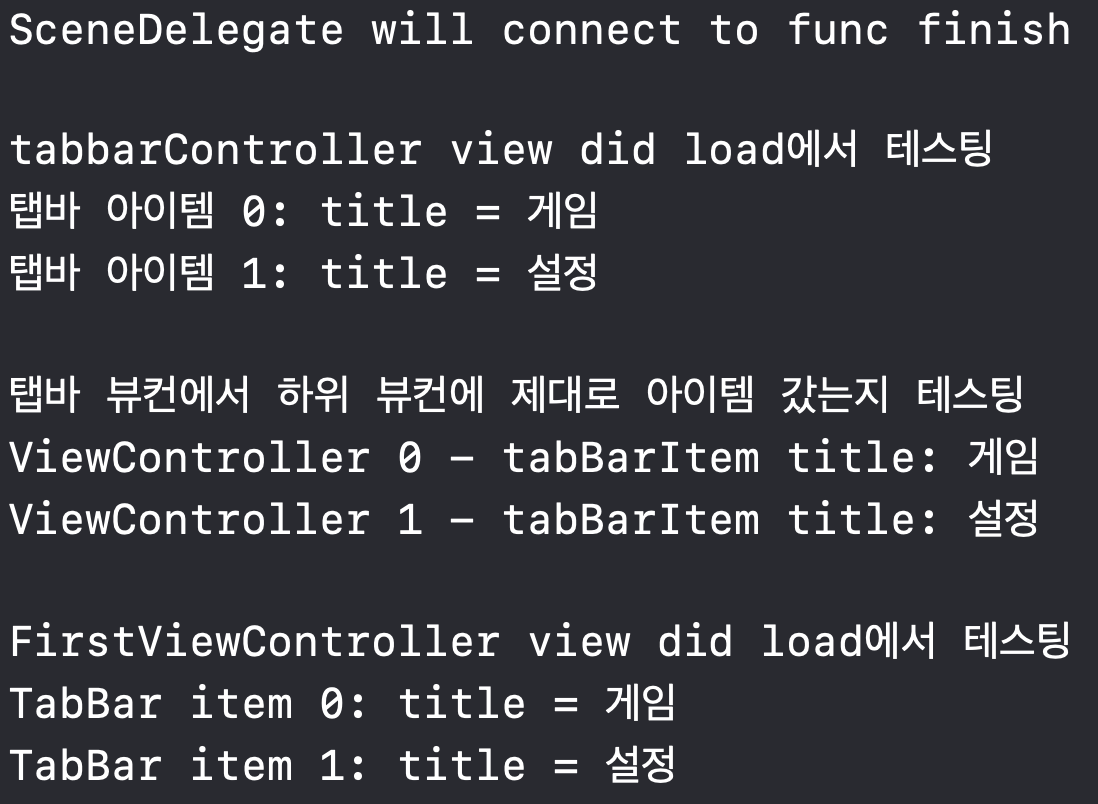 SceneDelegate will connect to func finish
tabbarController view did load에서 테스팅
탭바 아이템 0: title = 게임
탭바 아이템 1: title = 설정
탭바 뷰컨에서 하위 뷰컨에 제대로 아이템 갔는지 테스팅
ViewController 0 – tabBarItem title: 게임
ViewController 1 – tabBarItem title: 설정
FirstViewController view did load에서 테스팅
TabBar item 0: title = 게임
TabBar item 1: title = 설정